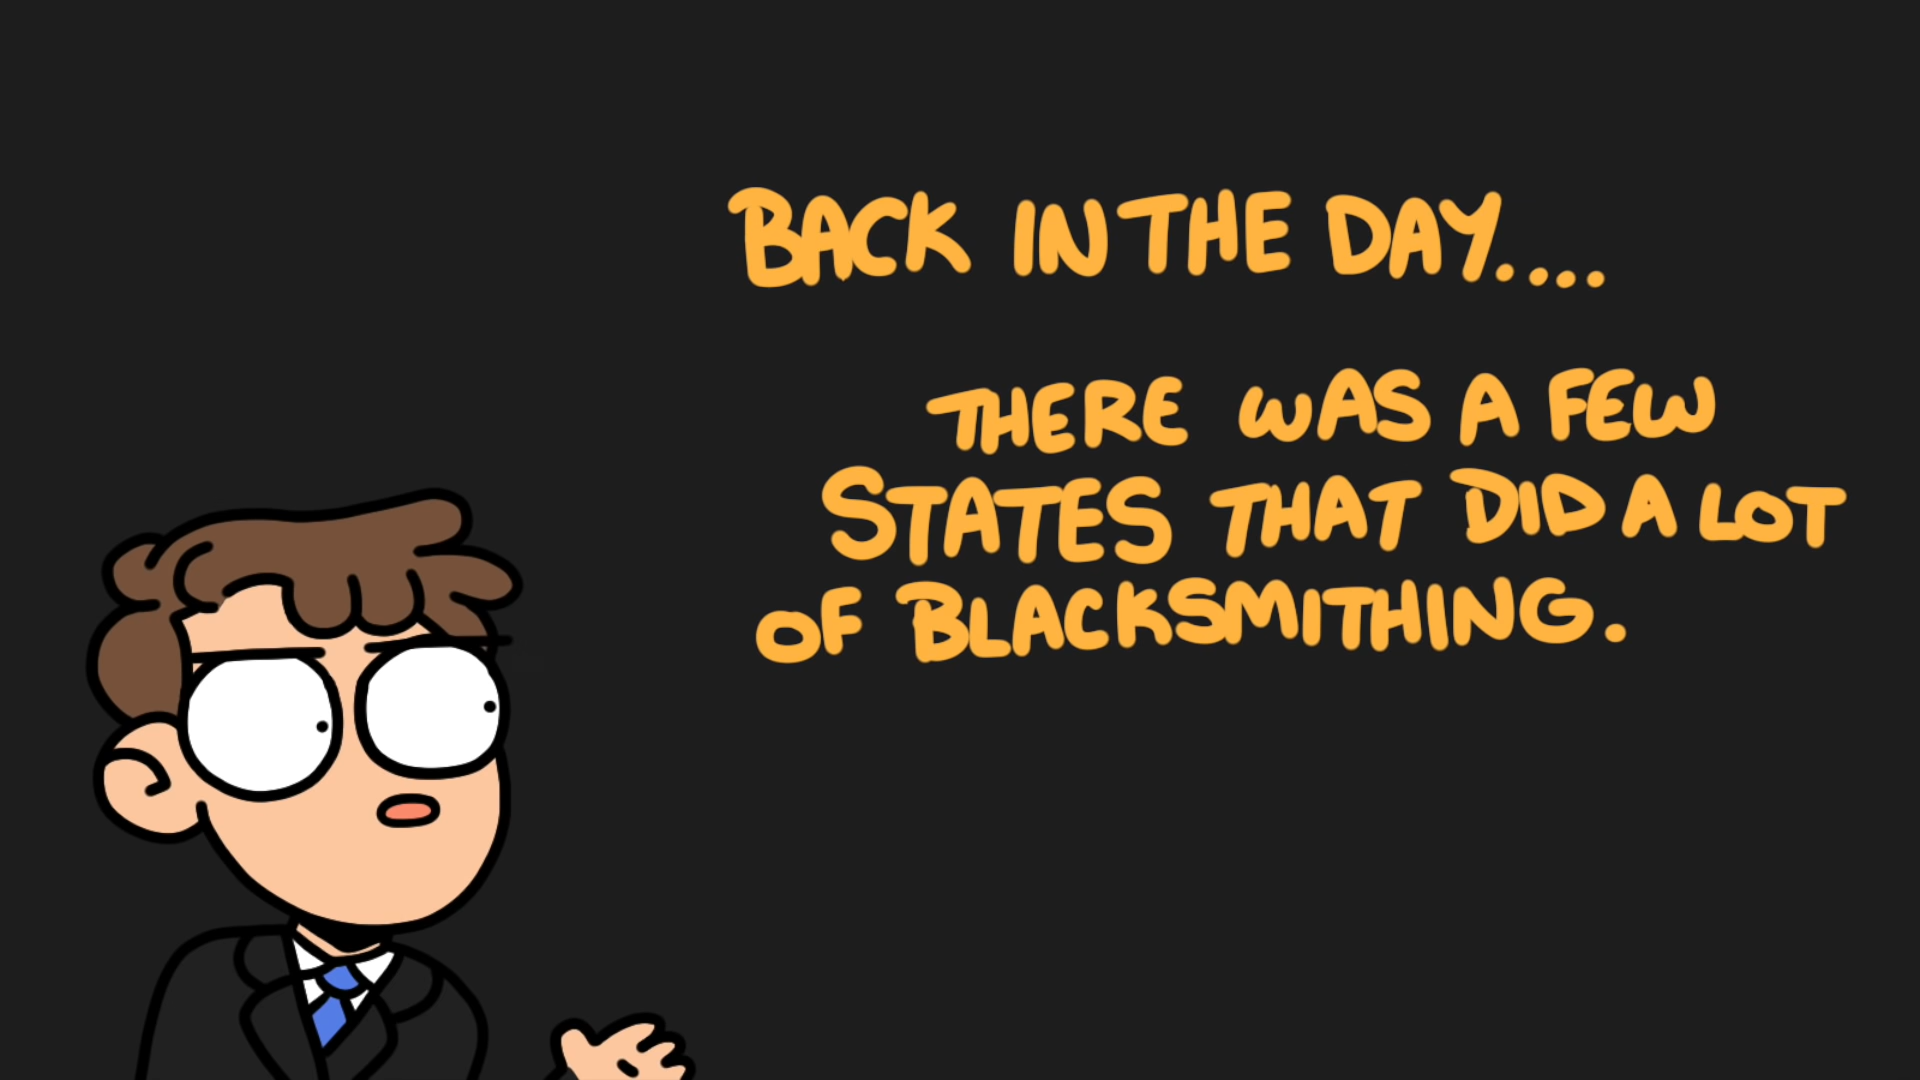 BACK IN THE DAY....
THERE WAS A FEW
STATES THAT DID A LOT
OF BLACKSMITHING.